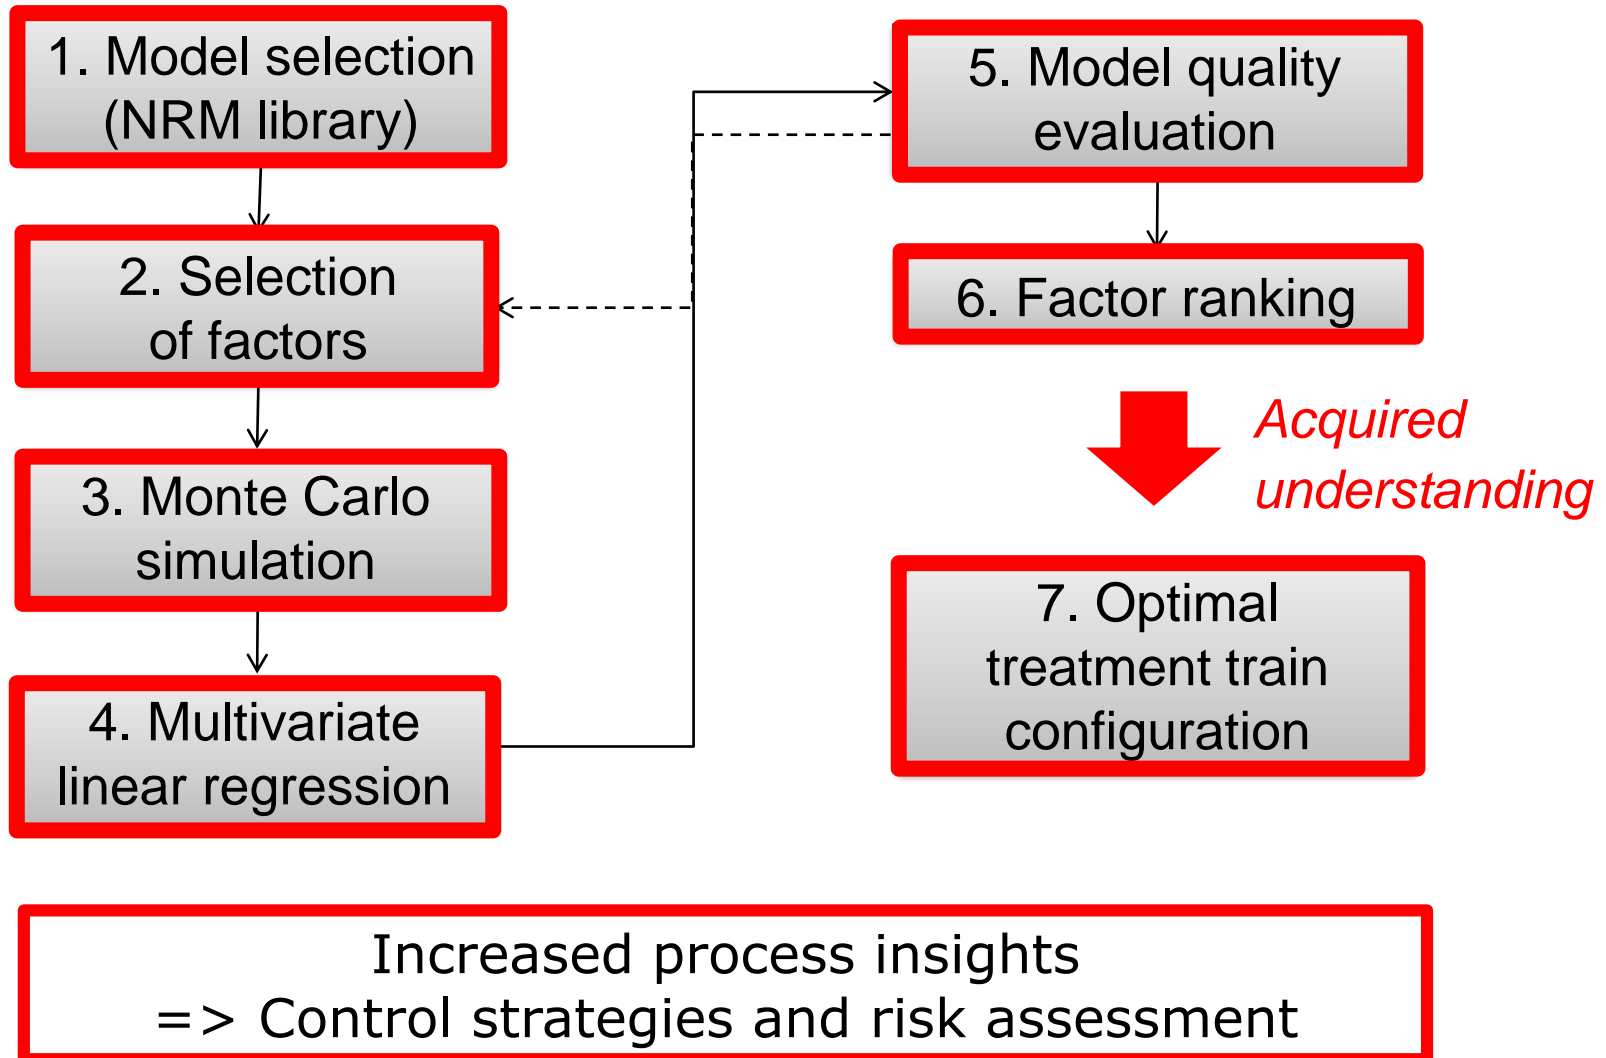 1. Model selection
(NRM library)
2. Selection
of factors
3. Monte Carlo
simulation
4. Multivariate
linear regression
5. Model quality
evaluation
6. Factor ranking
Acquired
understanding
7. Optimal
treatment train
configuration
Increased process insights
=> Control strategies and risk assessment